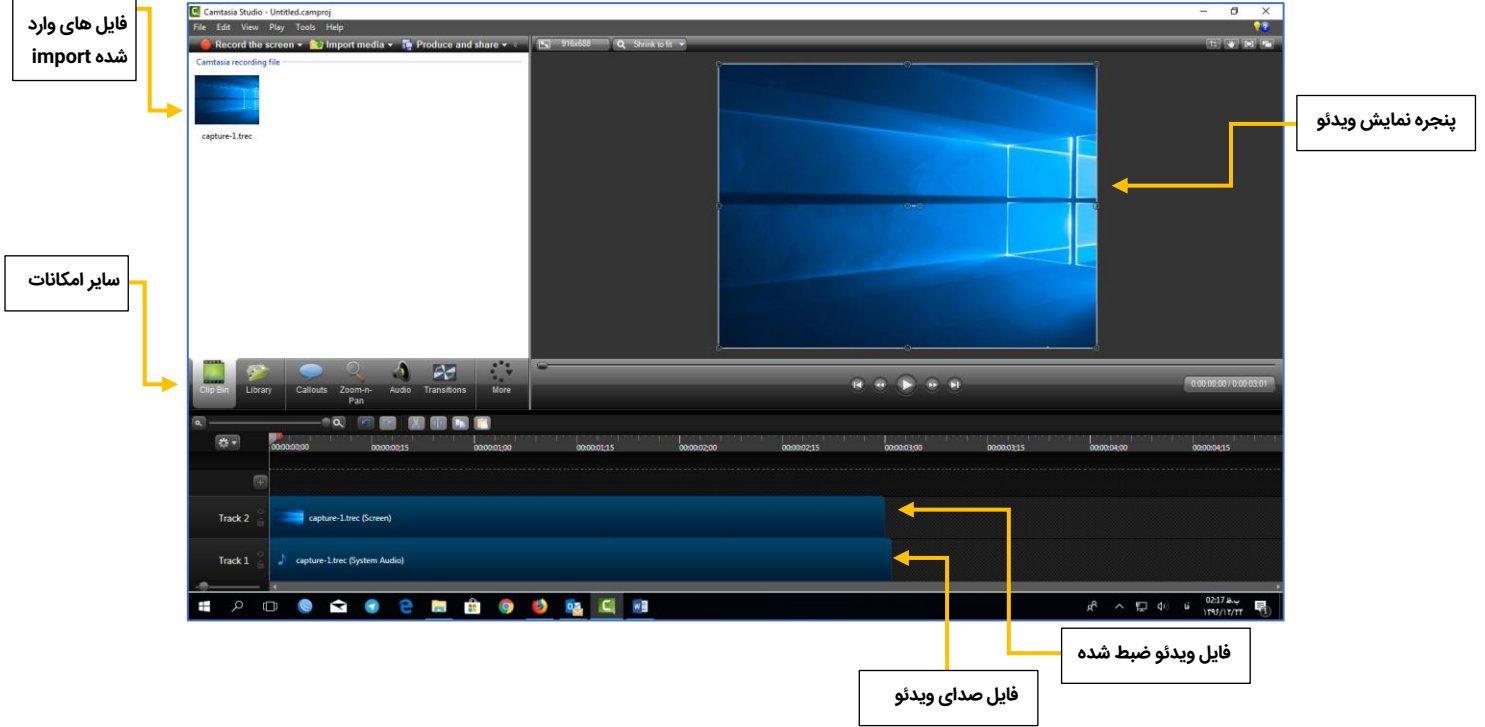 فایل های وارد
شده import
Camtasia Studio - Untitled.camproj
File Edit View Play Tools Help
Record the screen Import media Produce and share
916x688 Shrink to fit
Camtasia recording file
capture-1.trec
پنجره نمایش ویدئو
سایر امکانات
Clip Bin Library Callouts Zoom-n-Pan Audio Transitions More
0:00:00;00 / 0:00:03;01
00:00:00;00 00:00:00;15 00:00:01;00 00:00:01;15 00:00:02;00 00:00:02;15 00:00:03;00 00:00:03;15 00:00:04;00 00:00:04;15
Track 2 capture-1.trec (Screen)
Track 1 capture-1.trec (System Audio)
فا 02:17 ب.ظ
۱۳۹۶/۱۲/۲۳
فایل ویدئو ضبط شده
فایل صدای ویدئو